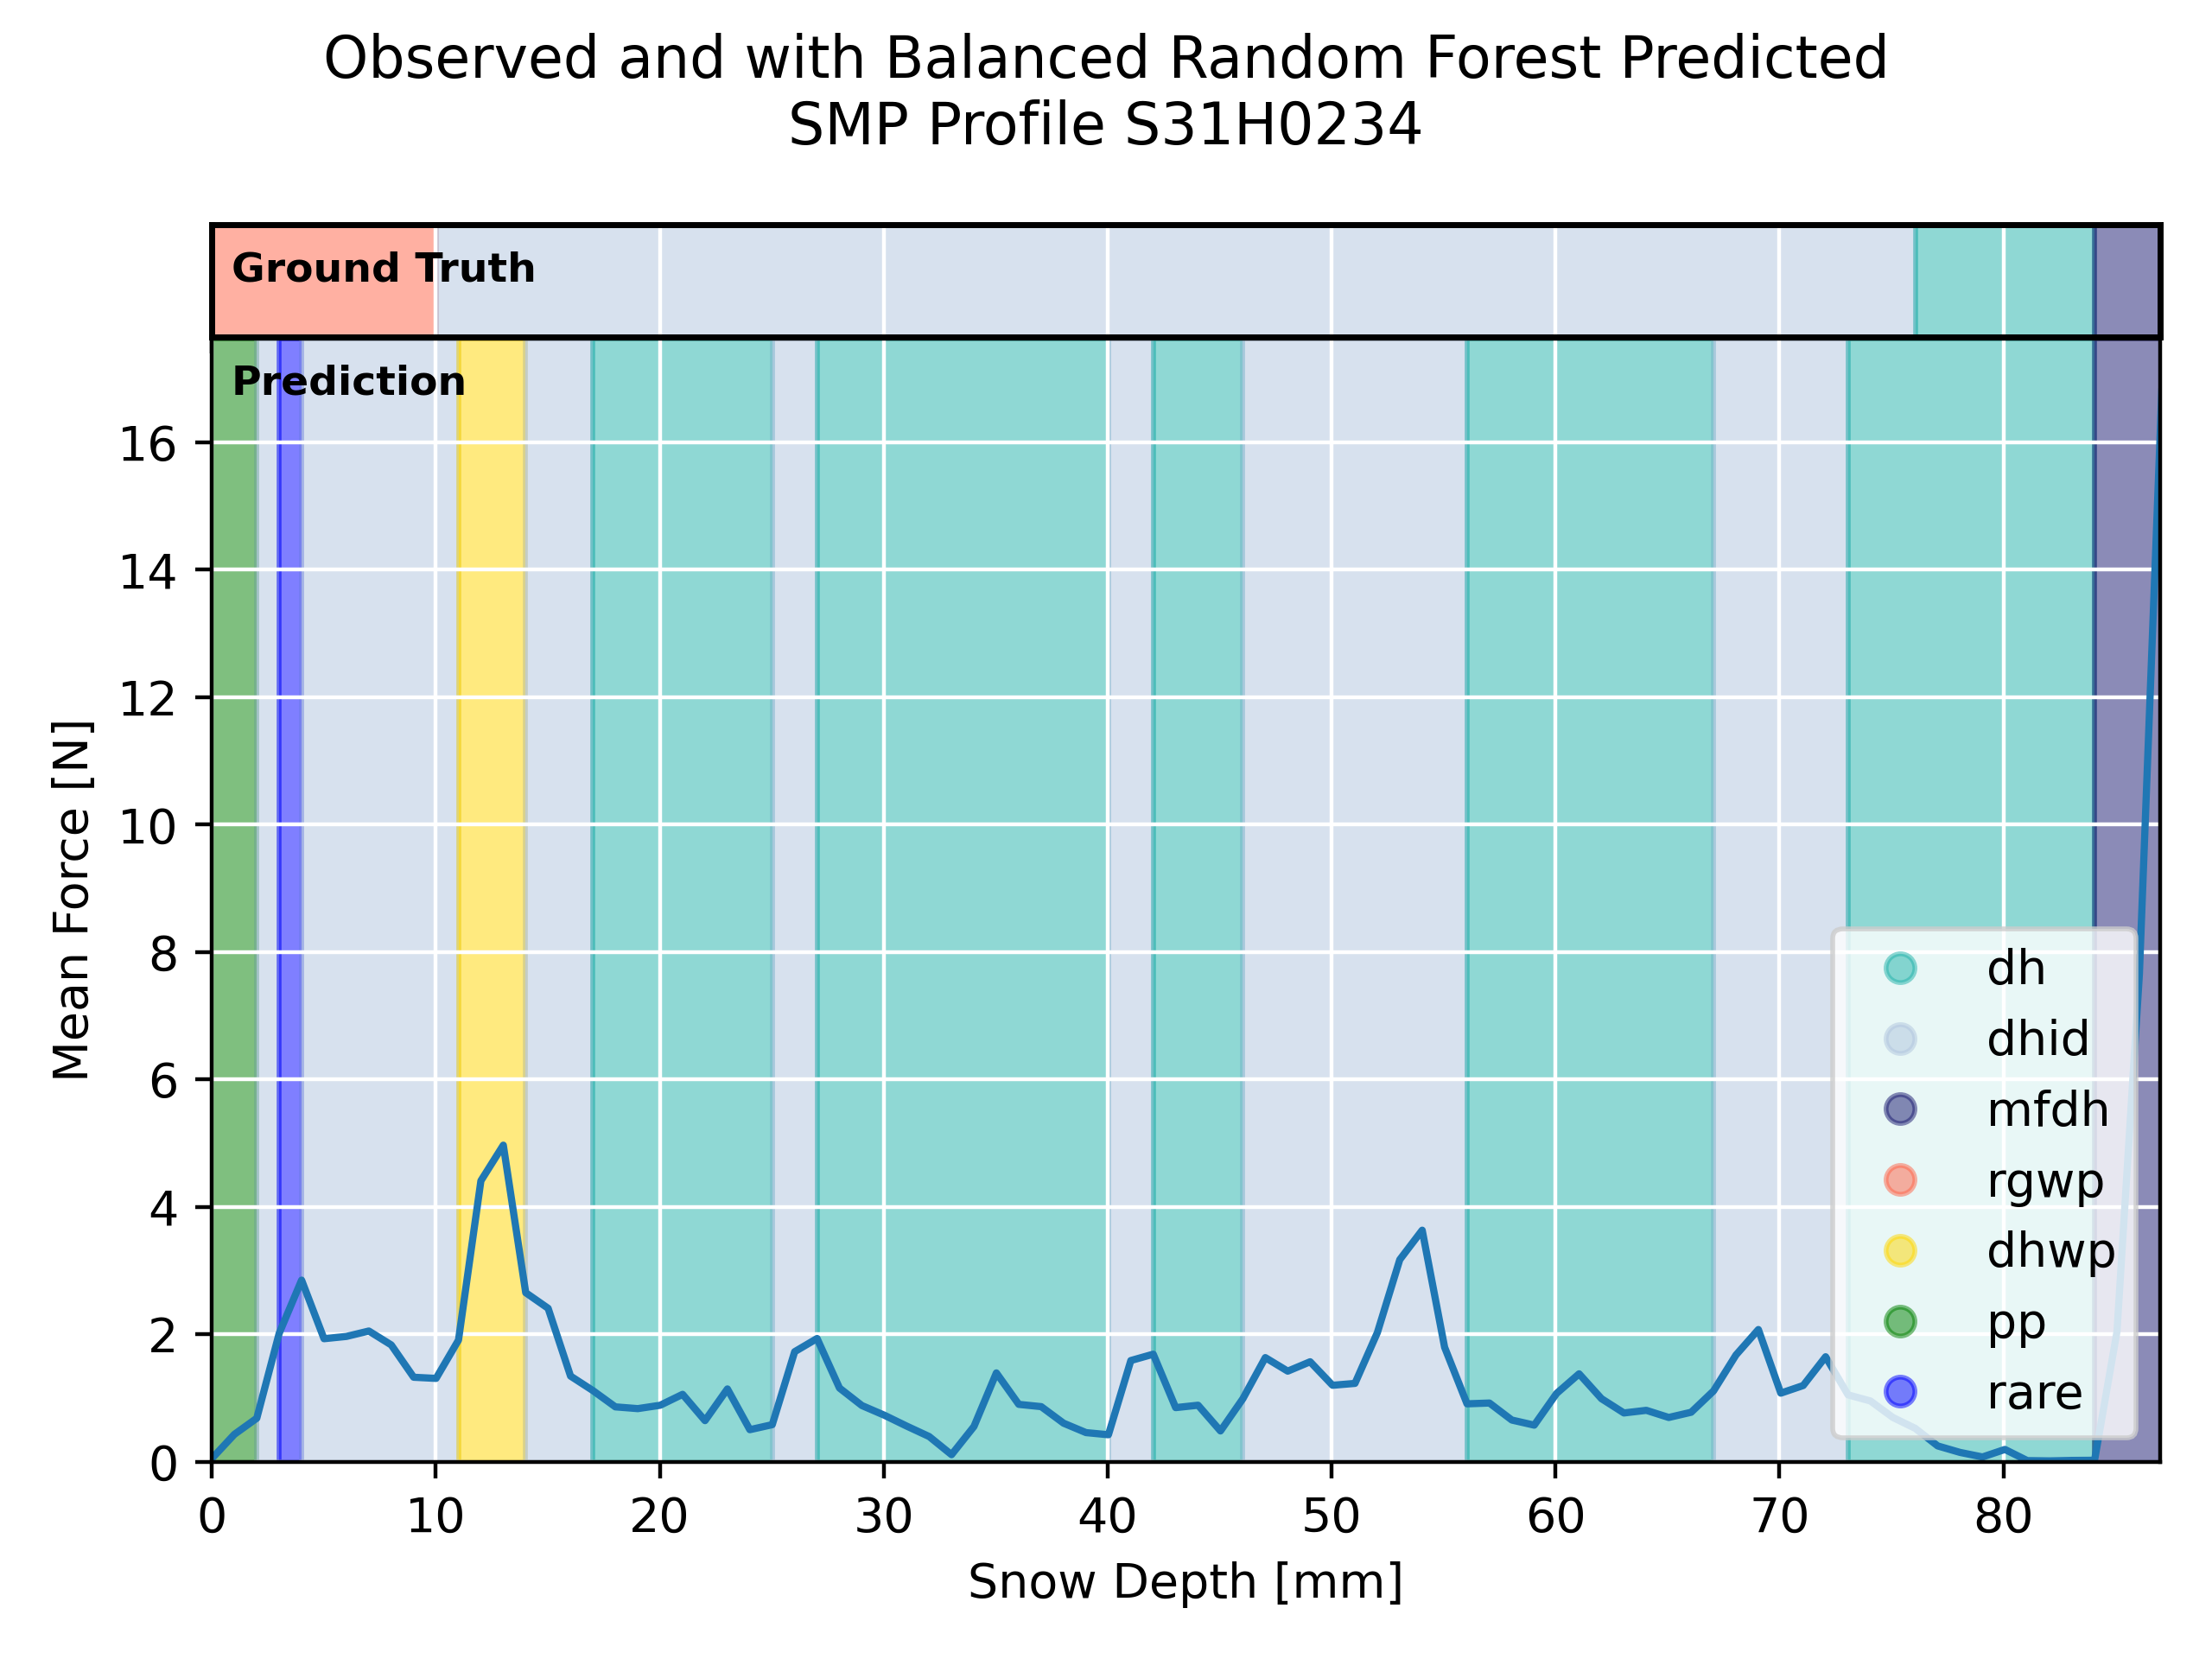 Observed and with Balanced Random Forest Predicted
SMP Profile S31H0234
Ground Truth
Prediction
16
14
12
10
8
6
4
2
0
Mean Force [N]
dh
dhid
mfdh
rgwp
dhwp
pp
rare
0 10 20 30 40 50 60 70 80
Snow Depth [mm]